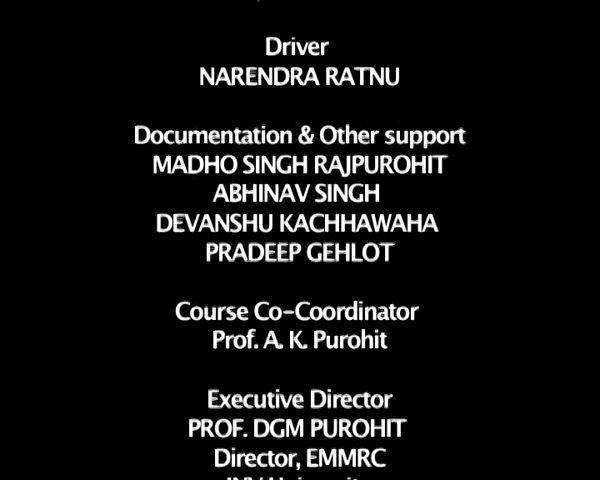 Driver
NARENDRA RATNU
Documentation & Other support
MADHO SINGH RAJPUROHIT
ABHINAV SINGH
DEVANSHU KACHHAWAHA
PRADEEP GEHLOT
Course Co-Coordinator
Prof. A. K. Purohit
Executive Director
PROF. DGM PUROHIT
Director, EMMRC